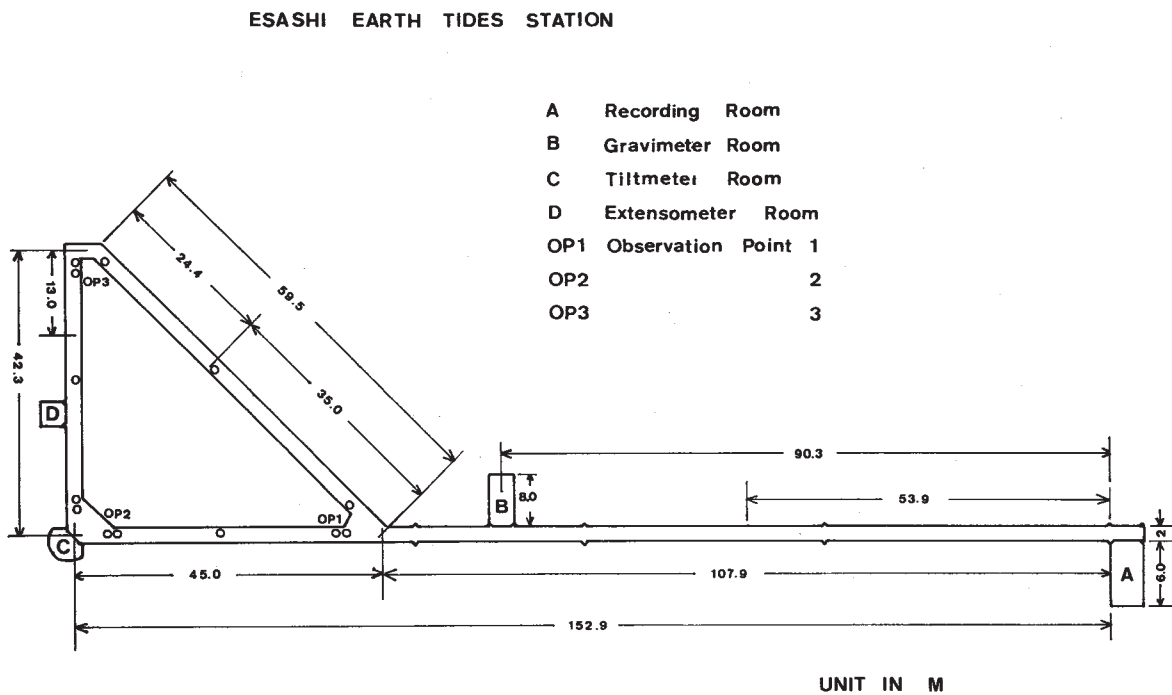 ESASHI EARTH TIDES STATION
A Recording Room
B Gravimeter Room
C Tiltmeter Room
D Extensometer Room
OP1 Observation Point 1
OP2 2
OP3 3
OP3
24.4
59.5
13.0
42.3
35.0
D
90.3
8.0
53.9
B
OP2
OP1
C
2
45.0
107.9
A
6.0
152.9
UNIT IN M